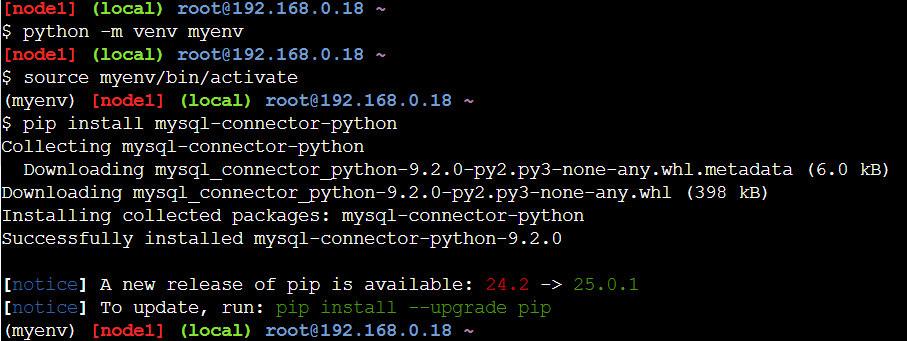 [node1] (local) root@192.168.0.18 ~
$ python -m venv myenv
[node1] (local) root@192.168.0.18 ~
$ source myenv/bin/activate
(myenv) [node1] (local) root@192.168.0.18 ~
$ pip install mysql-connector-python
Collecting mysql-connector-python
  Downloading mysql_connector_python-9.2.0-py2.py3-none-any.whl.metadata (6.0 kB)
Downloading mysql_connector_python-9.2.0-py2.py3-none-any.whl (398 kB)
Installing collected packages: mysql-connector-python
Successfully installed mysql-connector-python-9.2.0

[notice] A new release of pip is available: 24.2 -> 25.0.1
[notice] To update, run: pip install --upgrade pip
(myenv) [node1] (local) root@192.168.0.18 ~